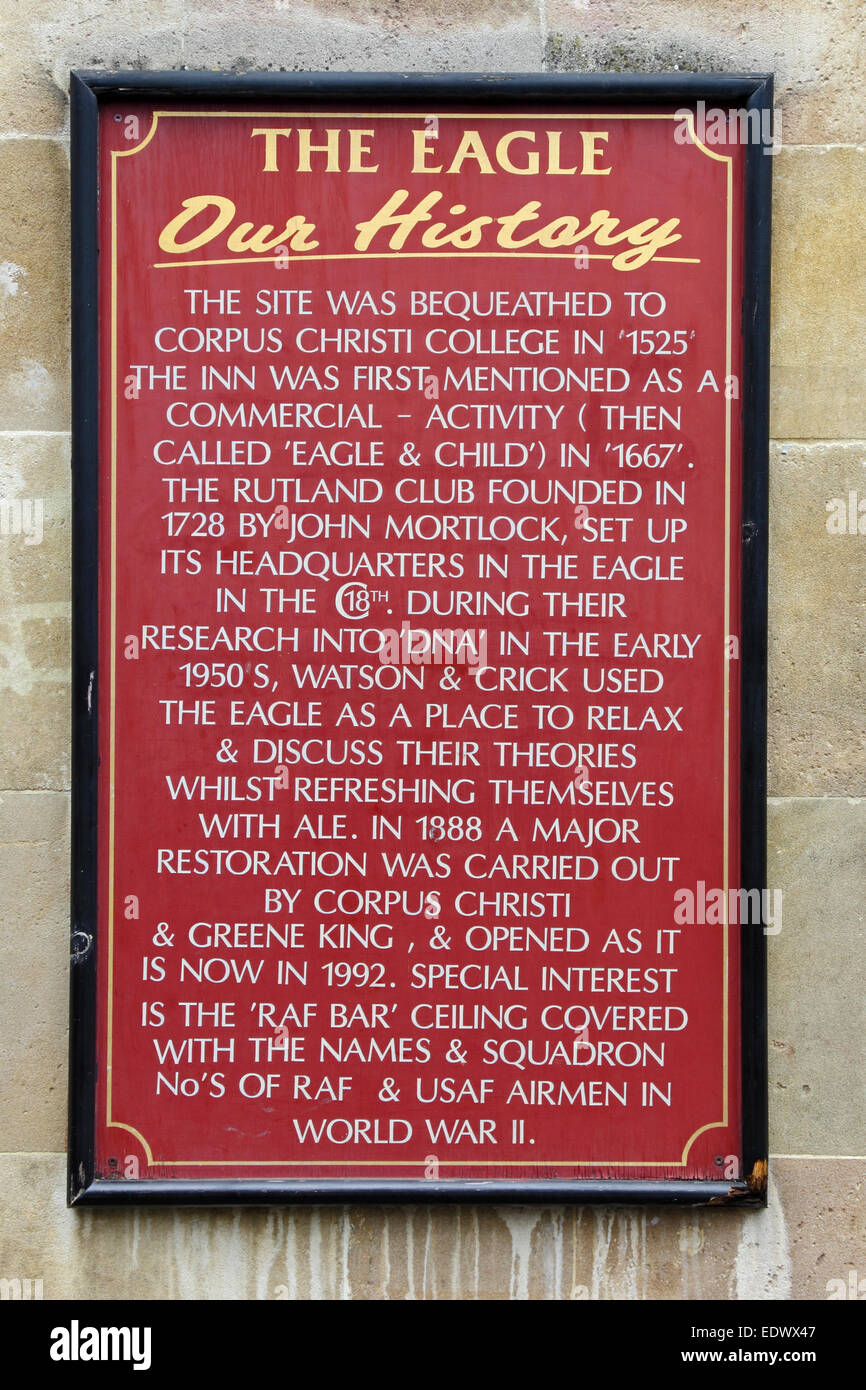 THE EAGLE
Our History
THE SITE WAS BEQUEATHED TO
CORPUS CHRISTI COLLEGE IN '1525'
THE INN WAS FIRST MENTIONED AS A
COMMERCIAL - ACTIVITY ( THEN
CALLED 'EAGLE & CHILD') IN '1667'.
THE RUTLAND CLUB FOUNDED IN
1728 BY JOHN MORTLOCK, SET UP
ITS HEADQUARTERS IN THE EAGLE
IN THE C18TH. DURING THEIR
RESEARCH INTO 'DNA' IN THE EARLY
1950'S, WATSON & CRICK USED
THE EAGLE AS A PLACE TO RELAX
& DISCUSS THEIR THEORIES
WHILST REFRESHING THEMSELVES
WITH ALE. IN 1888 A MAJOR
RESTORATION WAS CARRIED OUT
BY CORPUS CHRISTI
& GREENE KING , & OPENED AS IT
IS NOW IN 1992. SPECIAL INTEREST
IS THE 'RAF BAR' CEILING COVERED
WITH THE NAMES & SQUADRON
No'S OF RAF & USAF AIRMEN IN
WORLD WAR II.
alamy stock photo
EDWX47
www.alamy.com